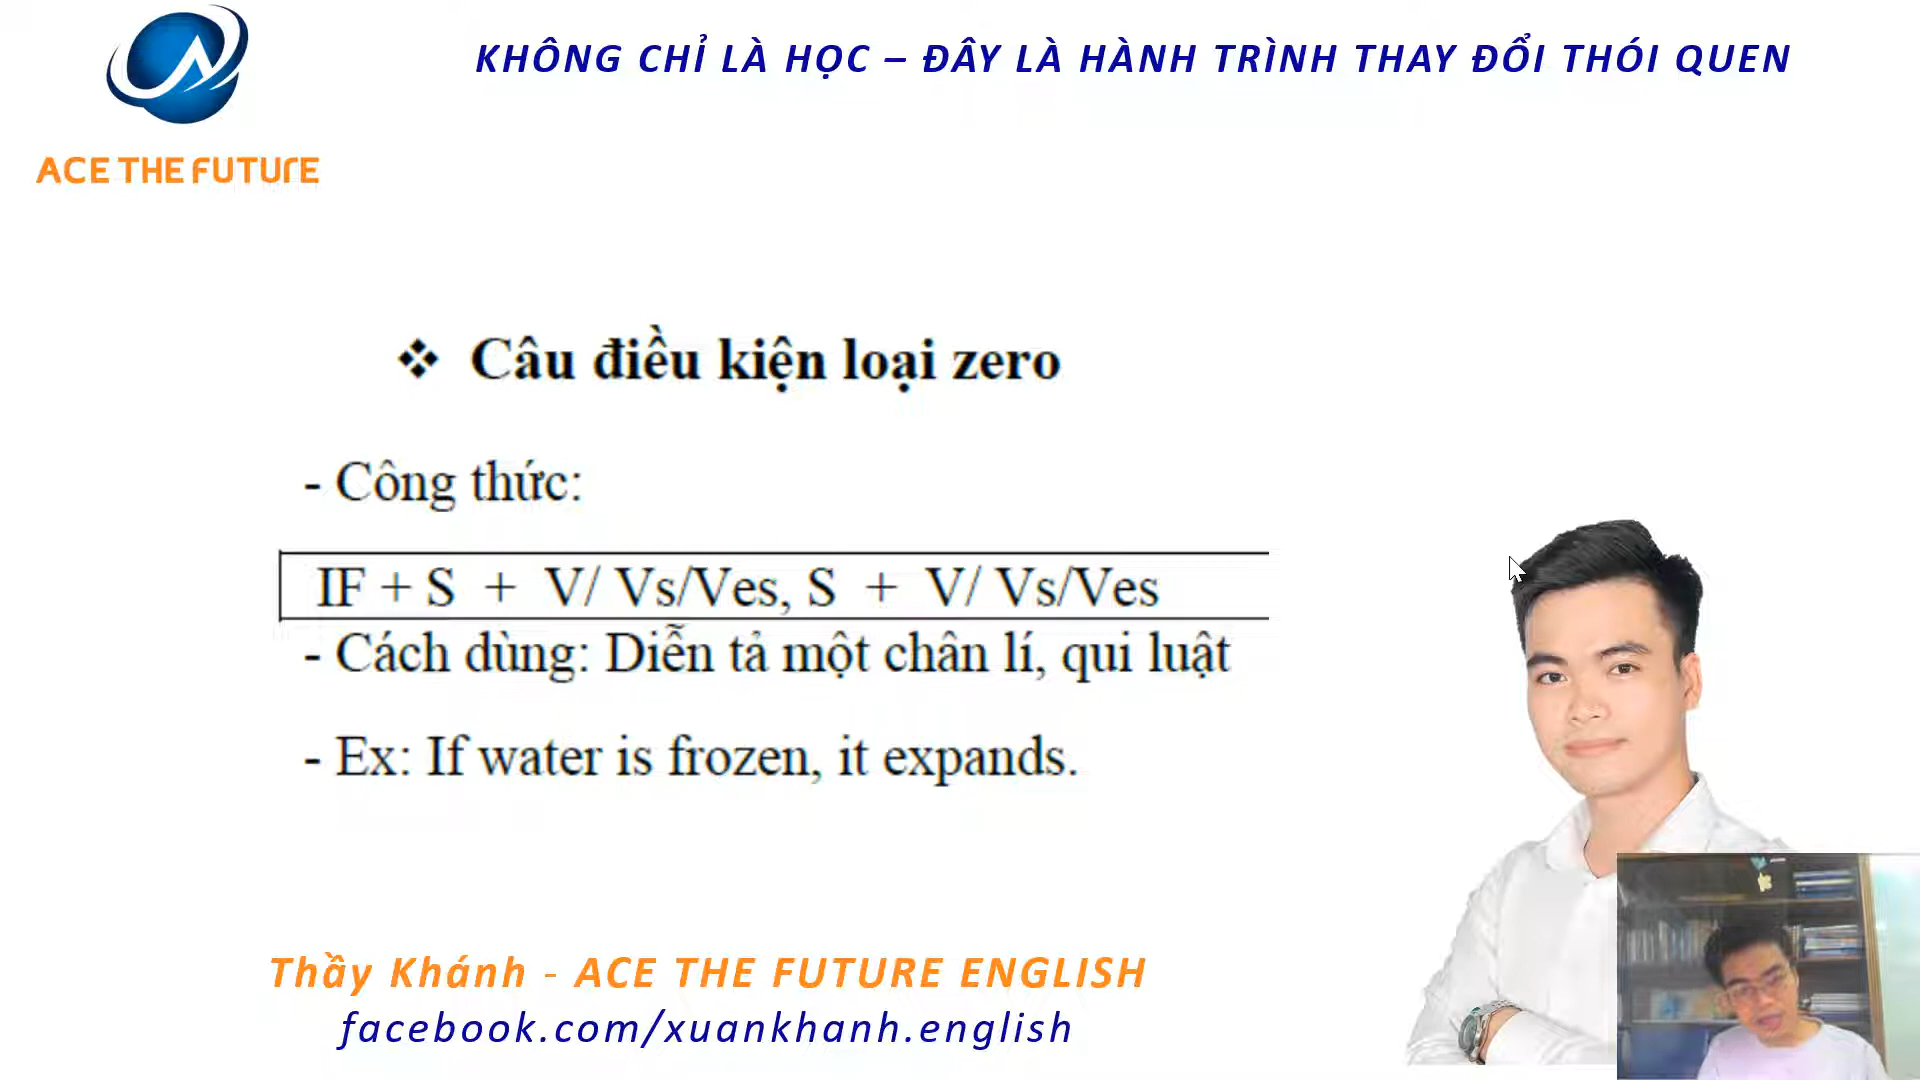 KHÔNG CHỈ LÀ HỌC – ĐÂY LÀ HÀNH TRÌNH THAY ĐỔI THÓI QUEN
ACE THE FUTURE
❖ Câu điều kiện loại zero
- Công thức:
IF + S + V/ Vs/Ves, S + V/ Vs/Ves
- Cách dùng: Diễn tả một chân lí, qui luật
- Ex: If water is frozen, it expands.
Thầy Khánh - ACE THE FUTURE ENGLISH
facebook.com/xuankhanh.english